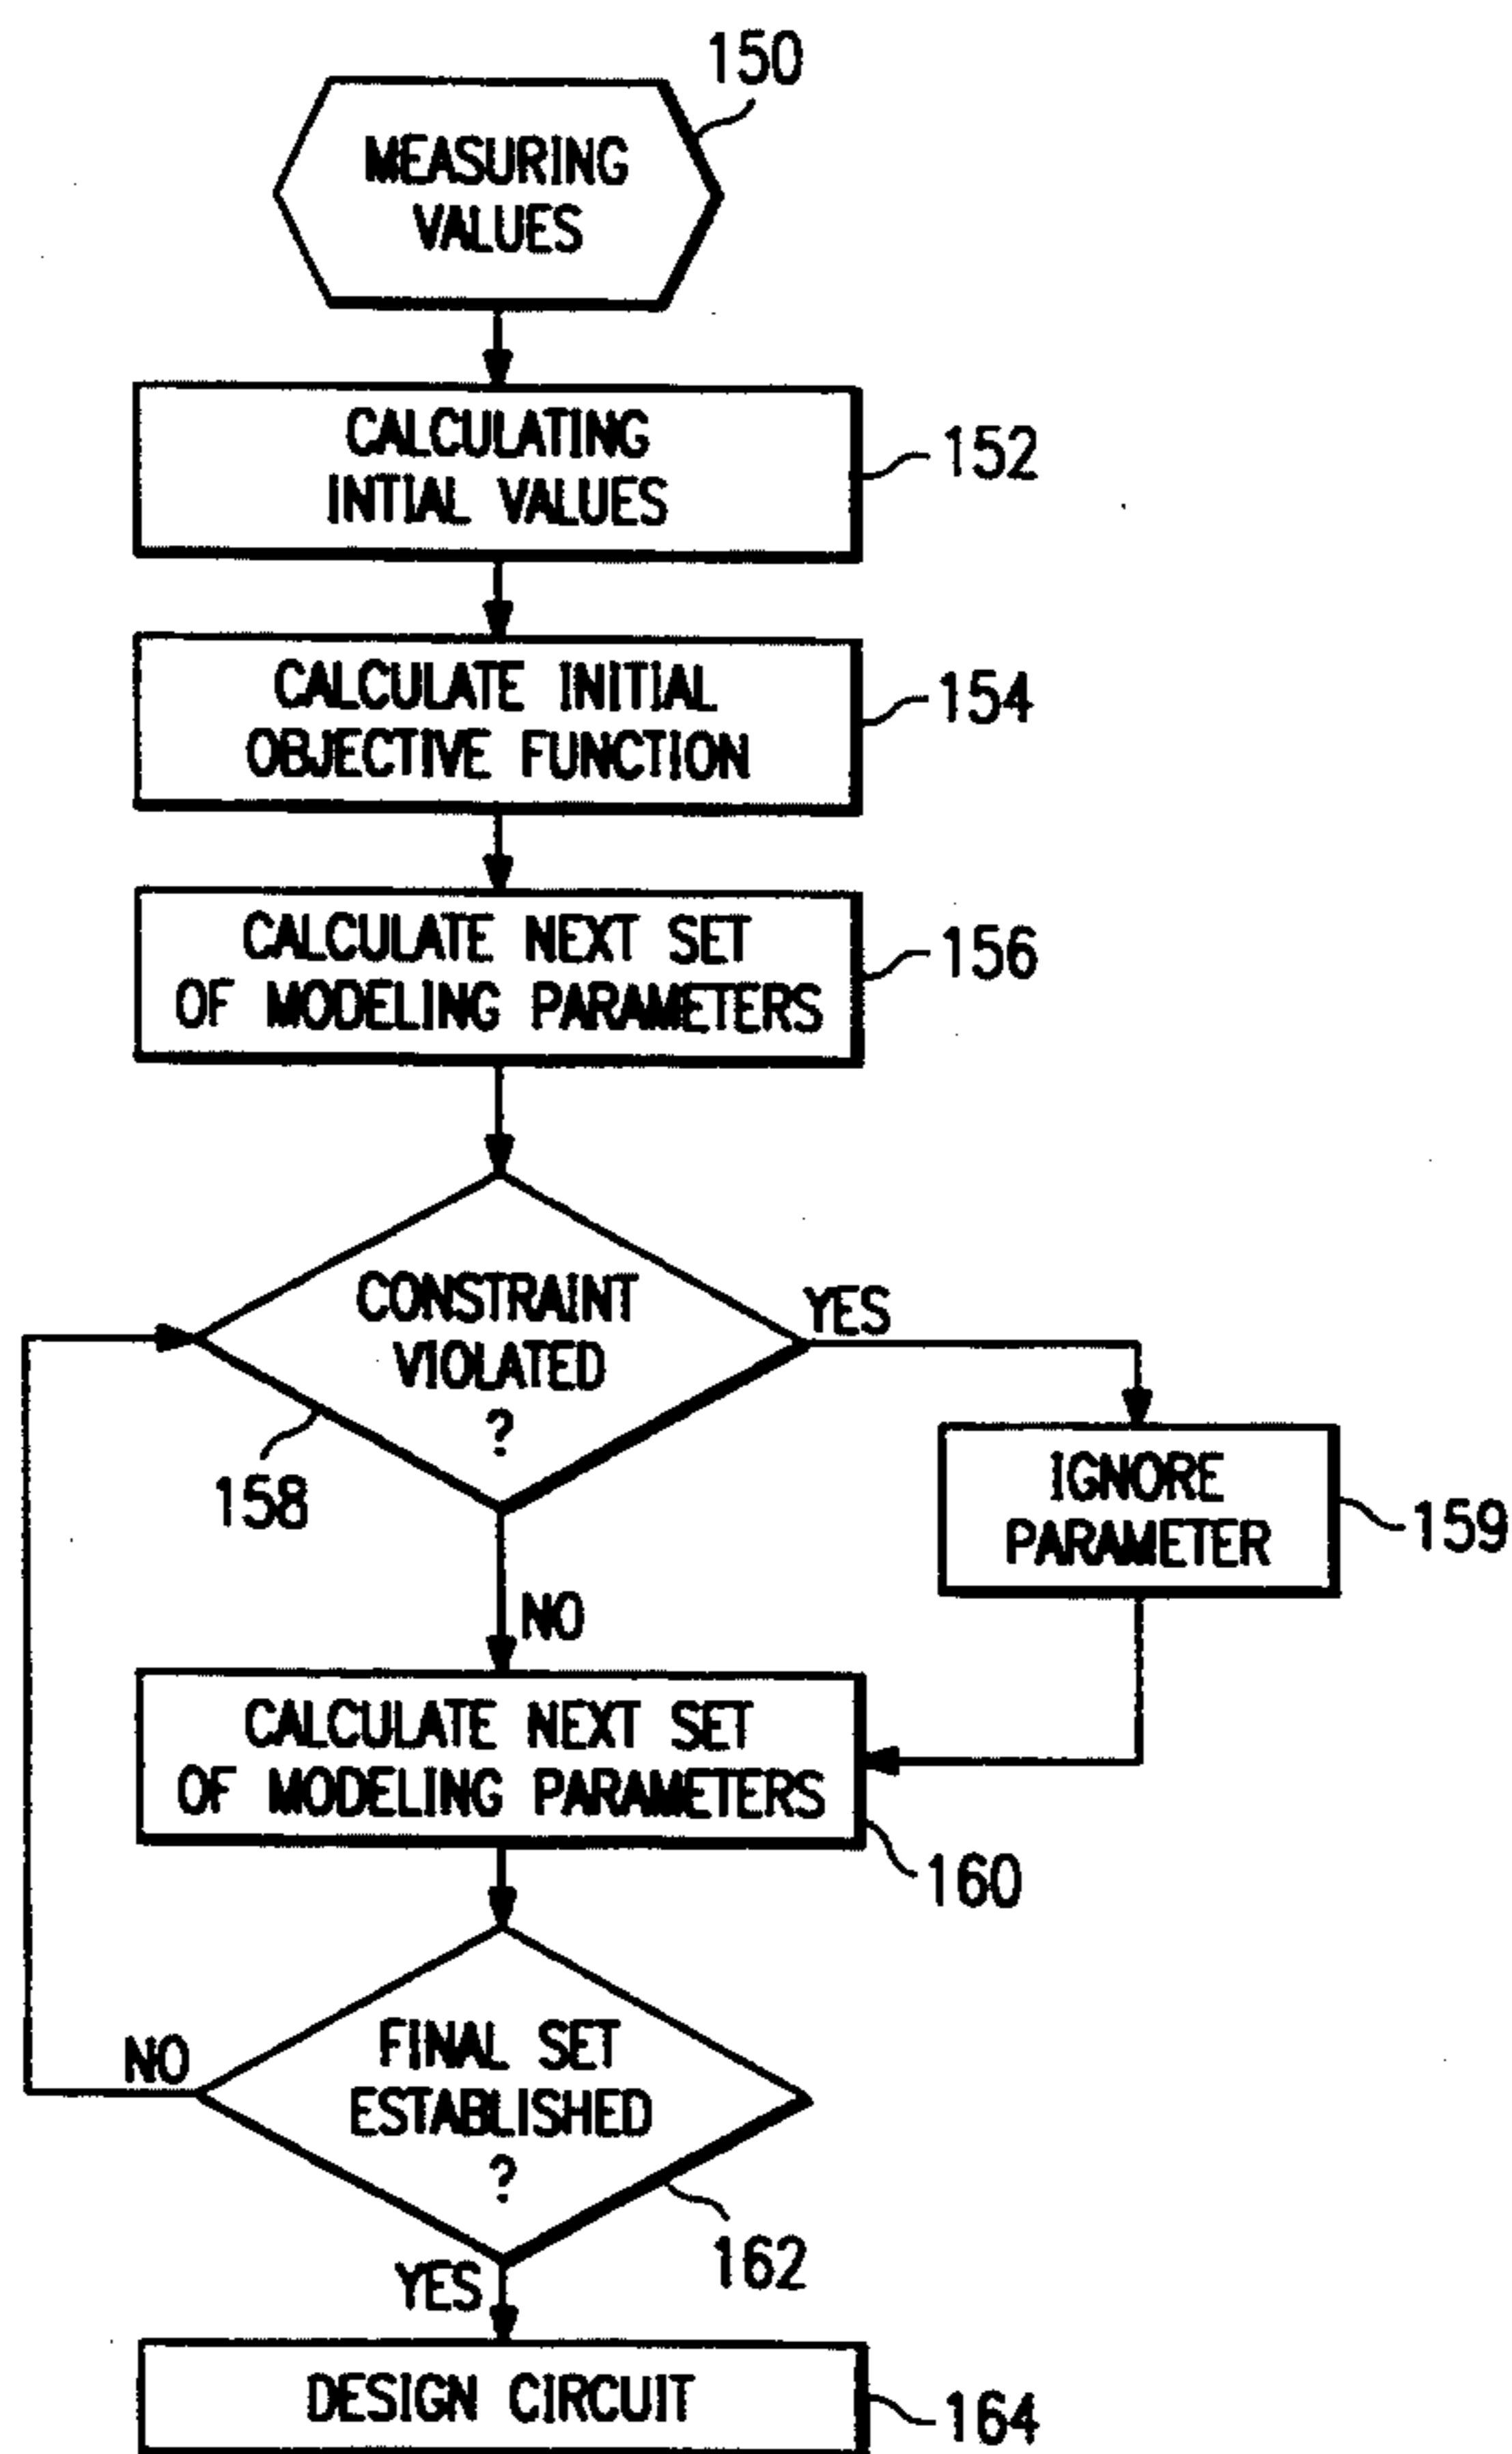 150
MEASURING
VALUES
CALCULATING
INTIAL VALUES
152
CALCULATE INITIAL
OBJECTIVE FUNCTION
154
CALCULATE NEXT SET
OF MODELING PARAMETERS
156
CONSTRAINT
VIOLATED
?
YES
158
IGNORE
PARAMETER
159
NO
CALCULATE NEXT SET
OF MODELING PARAMETERS
160
FINAL SET
ESTABLISHED
?
NO
162
YES
DESIGN CIRCUIT
164